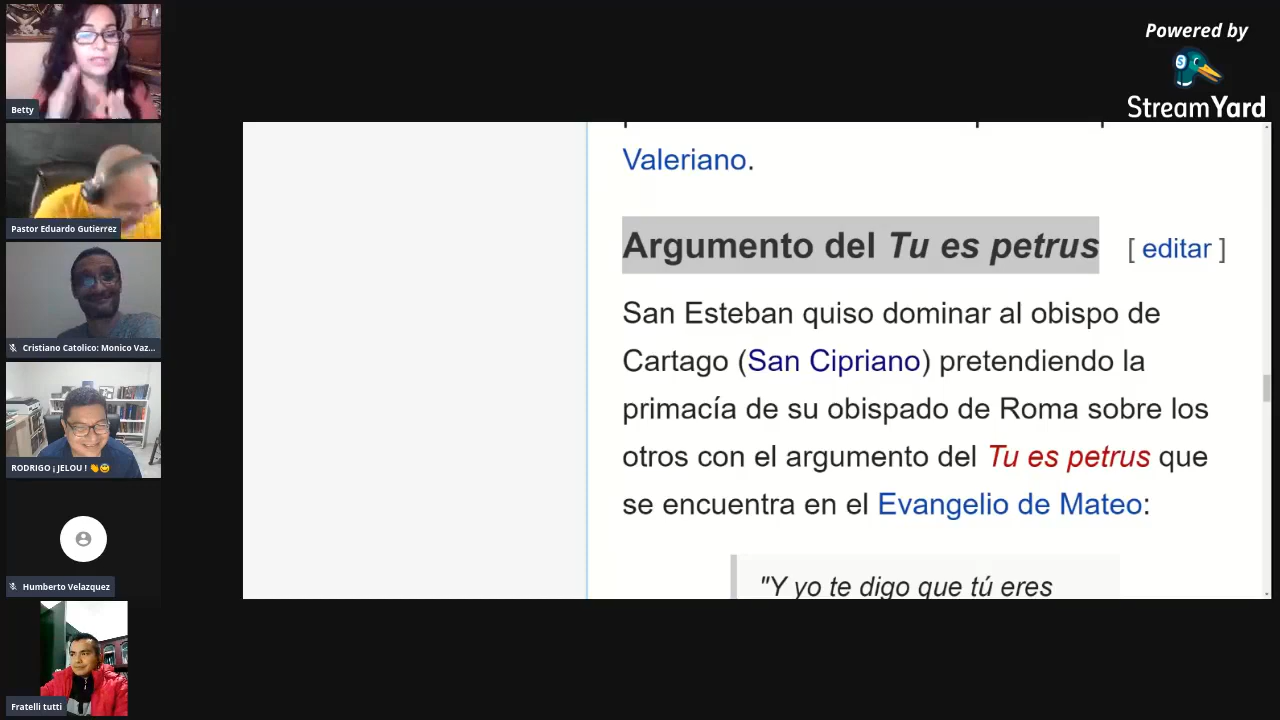 Powered by
StreamYard
Betty
Pastor Eduardo Gutiérrez
Cristiano Catolico: Monico Vaz...
RODRIGO ¡ JELOU ! 👏😇
Humberto Velazquez
Fratelli tutti
Valeriano.
Argumento del Tu es petrus [ editar ]
San Esteban quiso dominar al obispo de
Cartago (San Cipriano) pretendiendo la
primacía de su obispado de Roma sobre los
otros con el argumento del Tu es petrus que
se encuentra en el Evangelio de Mateo:
"Y yo te digo que tú eres